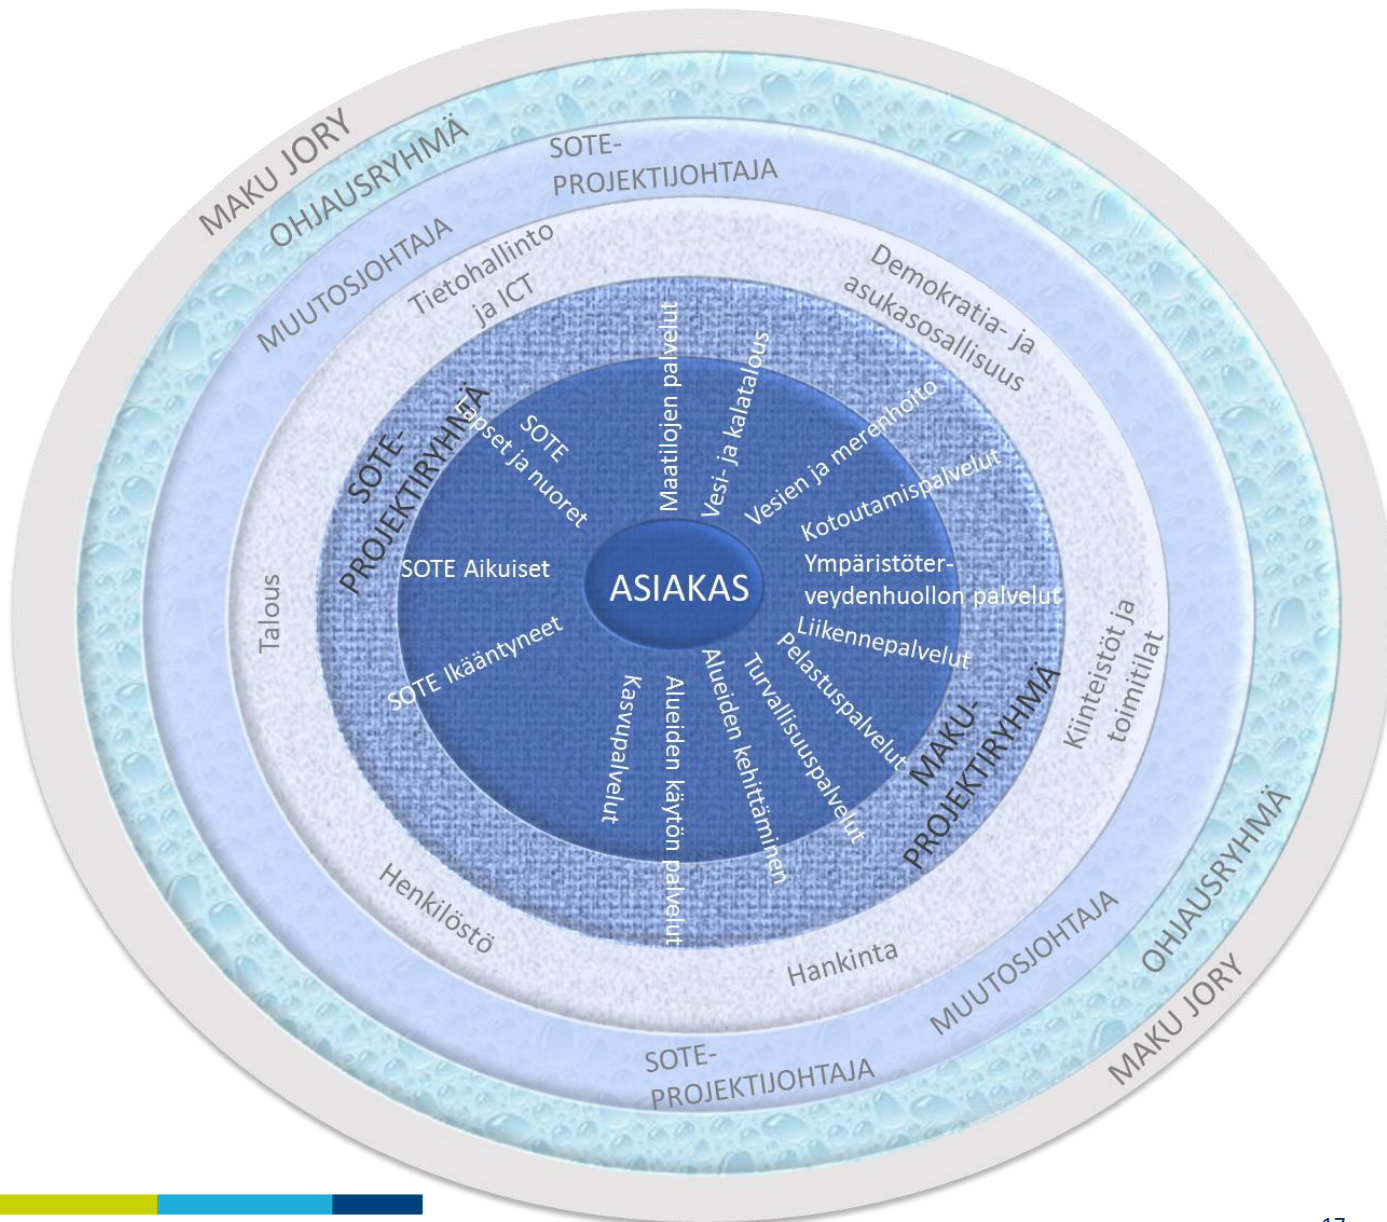 MAKU JORY
OHJAUSRYHMÄ
SOTE-
PROJEKTIJOHTAJA
MUUTOSJOHTAJA
Tietohallinto
ja ICT
Demokratia- ja
asukasosallisuus
SOTE-
PROJEKTIRYHMÄ
SOTE
Lapset ja nuoret
Maatilojen palvelut
Vesi- ja kalatalous
Vesien ja merenhoito
Kotoutamispalvelut
Ympäristöter-
veydenhuollon palvelut
Liikennepalvelut
Pelastuspalvelut
Turvallisuuspalvelut
Alueiden kehittäminen
Alueiden käytön palvelut
Kasvupalvelut
SOTE Ikääntyneet
SOTE Aikuiset
ASIAKAS
Talous
Kiinteistöt ja
toimitilat
MAKU-
PROJEKTIRYHMÄ
Henkilöstö
Hankinta
MUUTOSJOHTAJA
OHJAUSRYHMÄ
MAKU JORY
SOTE-
PROJEKTIJOHTAJA
17